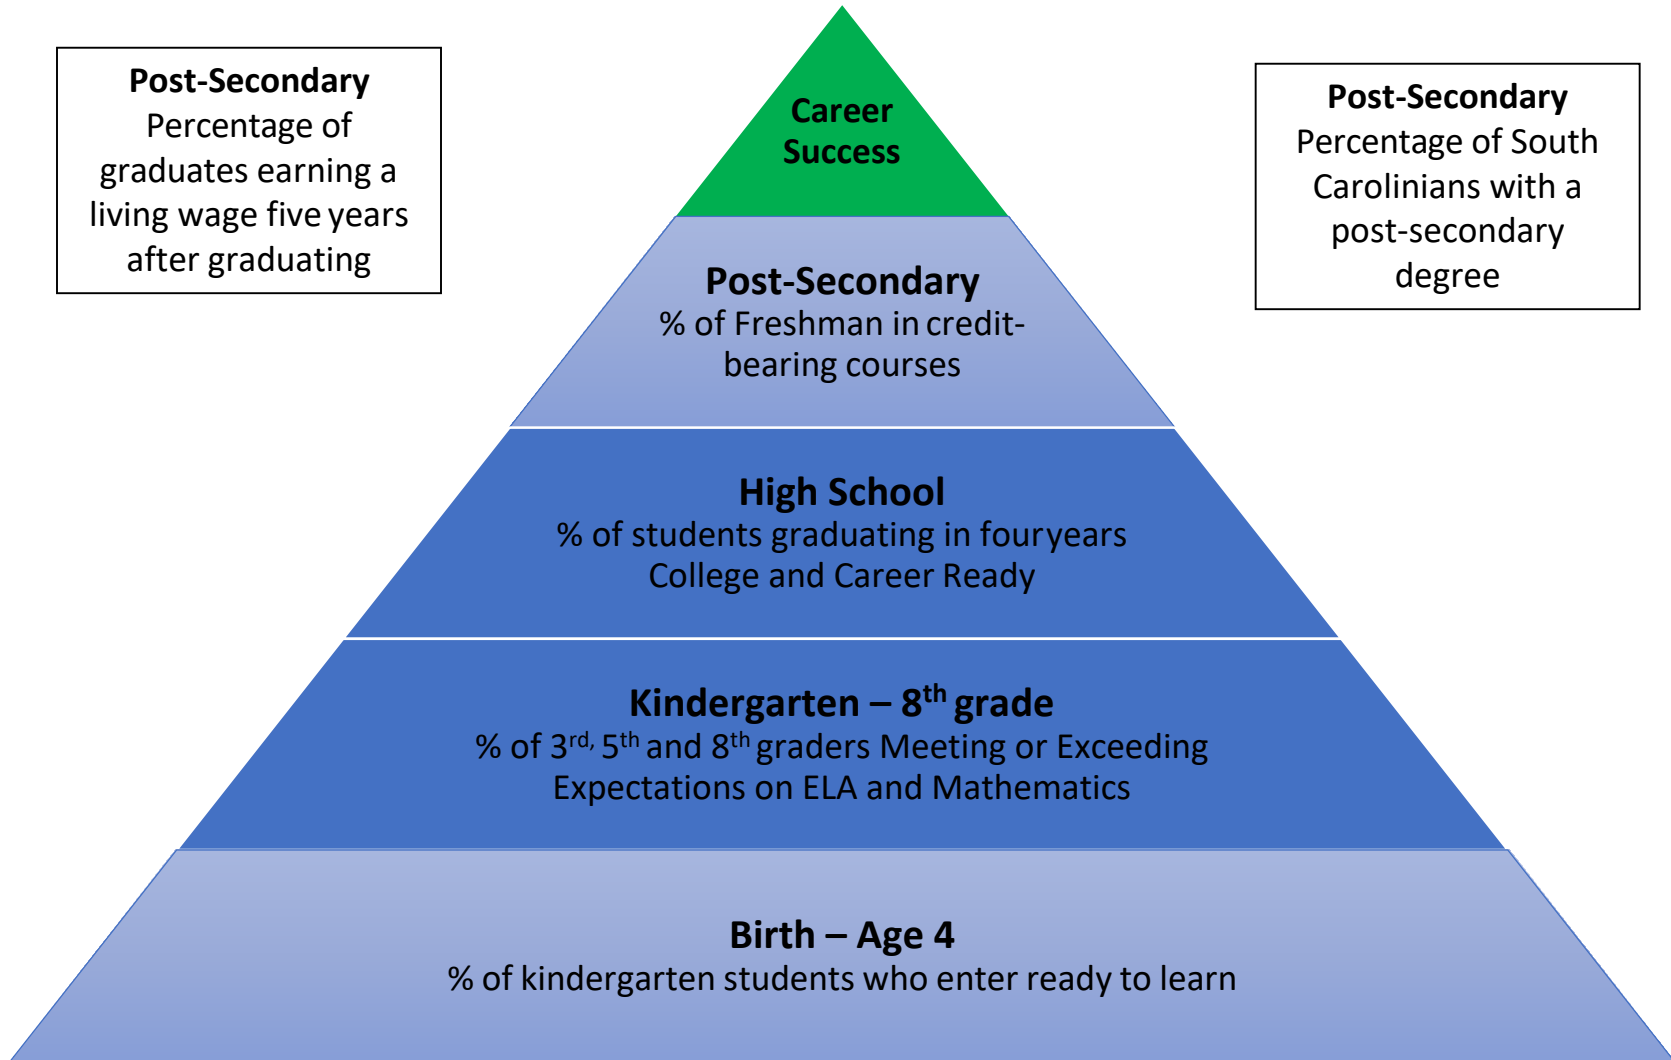 Post-Secondary
Percentage of
graduates earning a
living wage five years
after graduating
Career
Success
Post-Secondary
Percentage of South
Carolinians with a
post-secondary
degree
Post-Secondary
% of Freshman in credit-
bearing courses
High School
% of students graduating in fouryears
College and Career Ready
Kindergarten – 8th grade
% of 3rd, 5th and 8th graders Meeting or Exceeding
Expectations on ELA and Mathematics
Birth – Age 4
% of kindergarten students who enter ready to learn